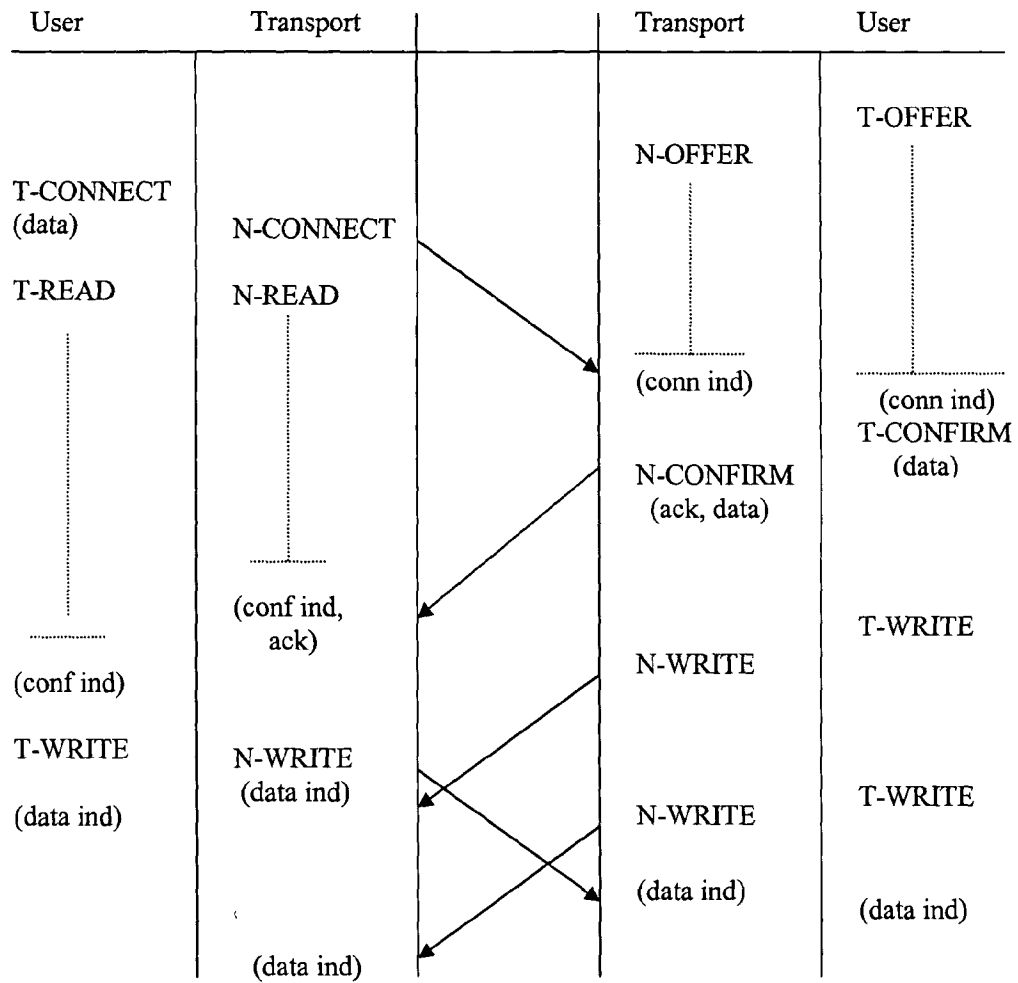 User Transport Transport User
T-OFFER
N-OFFER
T-CONNECT
(data)
N-CONNECT
T-READ
N-READ
(conn ind)
(conn ind)
T-CONFIRM
(data)
N-CONFIRM
(ack, data)
(conf ind,
ack)
T-WRITE
N-WRITE
(conf ind)
T-WRITE
N-WRITE
(data ind)
T-WRITE
(data ind)
N-WRITE
(data ind)
(data ind)
(data ind)